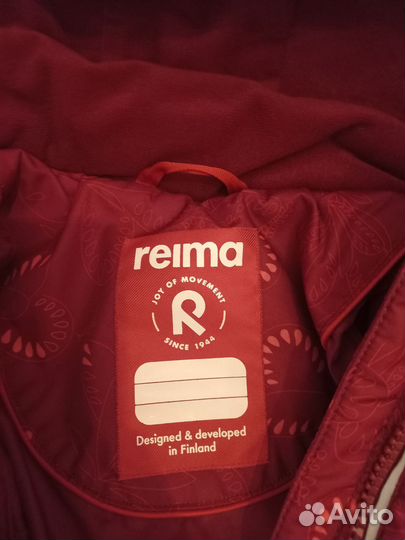 reima
JOY OF MOVEMENT
R
SINCE 1944
Designed & developed
in Finland
Avito